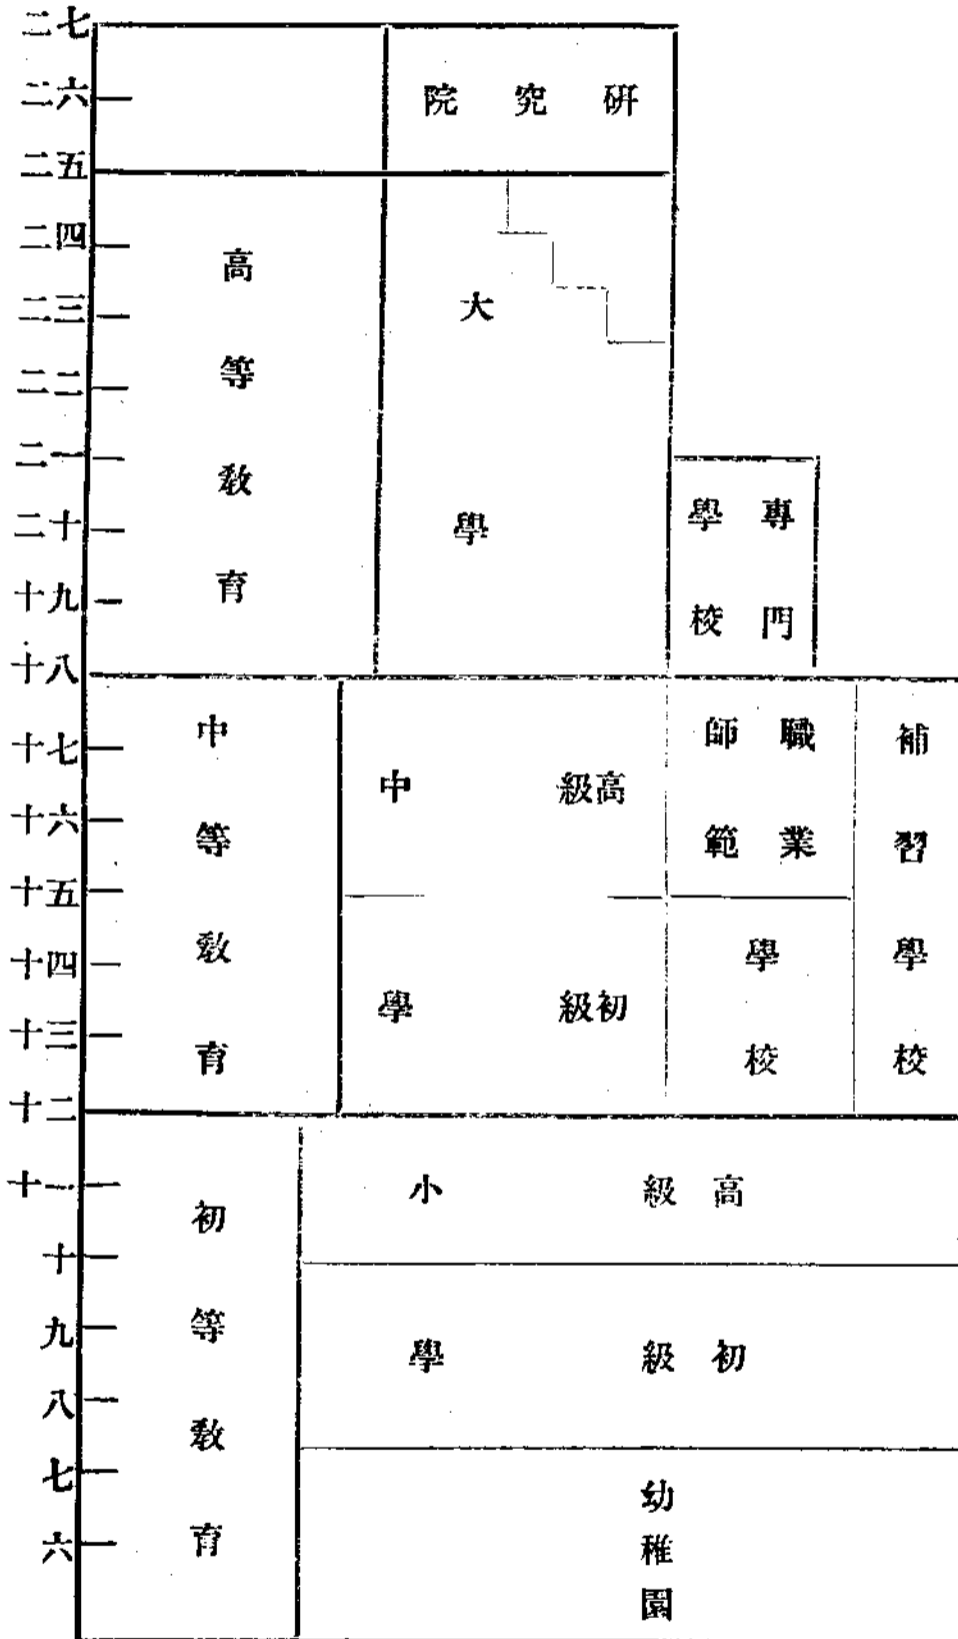 二七
二六
二五
二四
二三
二二
二一
二十
十九
十八
十七
十六
十五
十四
十三
十二
十一
十
九
八
七
六
研究院
高等教育
大學
專門
學校
中等教育
中學
高級
初級
職業
師範
學校
補習學校
初等教育
小學
高級
初級
幼稚園